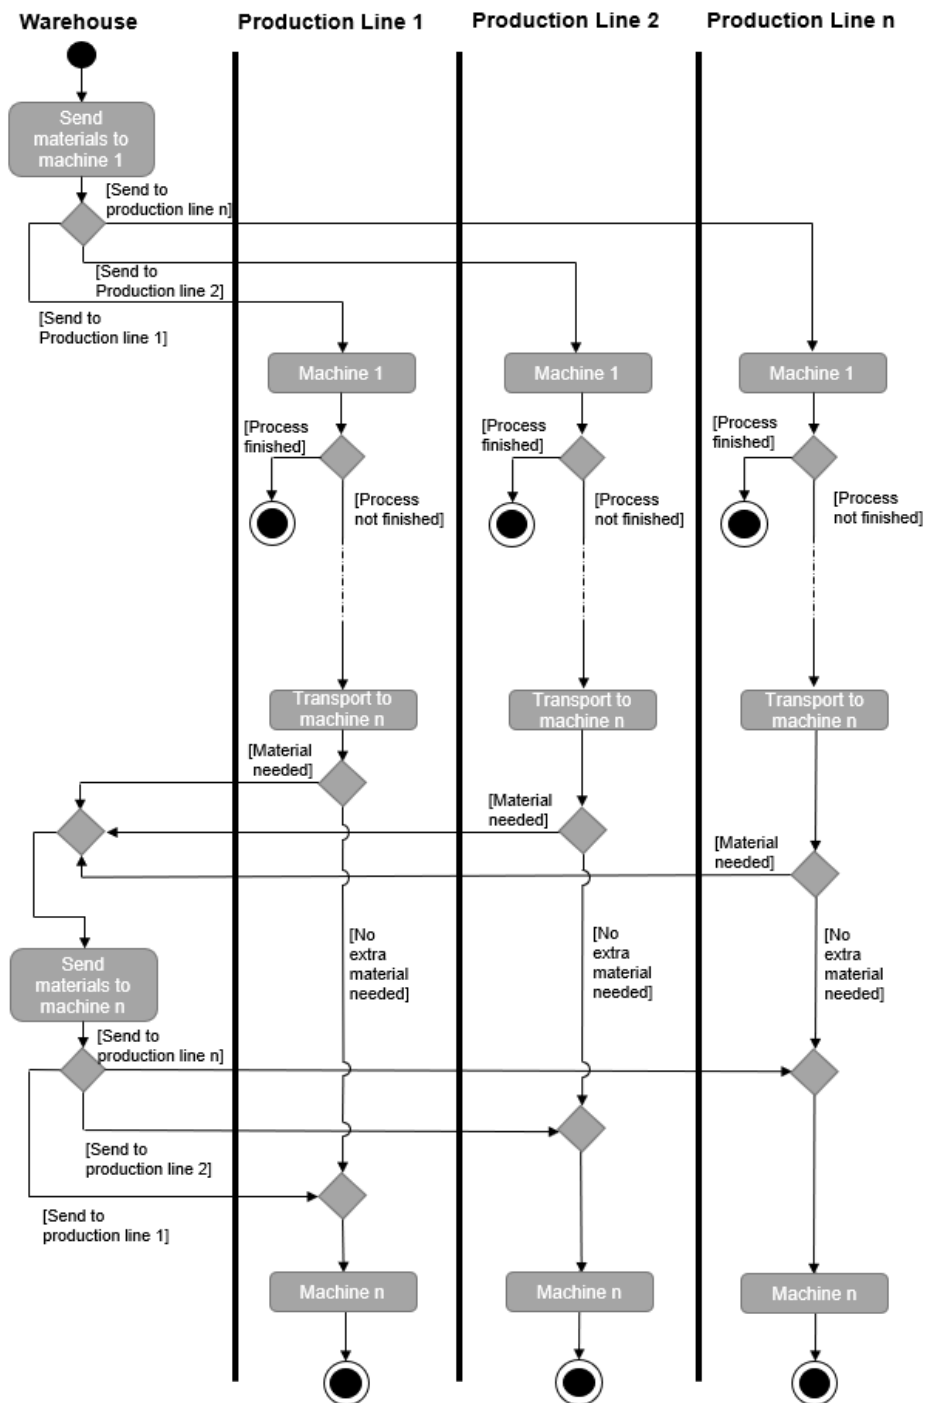 Warehouse
Production Line 1
Production Line 2
Production Line n
Send
materials to
machine 1
[Send to
production line n]
[Send to
Production line 2]
[Send to
Production line 1]
Machine 1
Machine 1
Machine 1
[Process
finished]
[Process
finished]
[Process
finished]
[Process
not finished]
[Process
not finished]
[Process
not finished]
Transport to
machine n
Transport to
machine n
Transport to
machine n
[Material
needed]
[Material
needed]
[Material
needed]
[No
extra
material
needed]
[No
extra
material
needed]
[No
extra
material
needed]
Send
materials to
machine n
[Send to
production line n]
[Send to
production line 2]
[Send to
production line 1]
Machine n
Machine n
Machine n